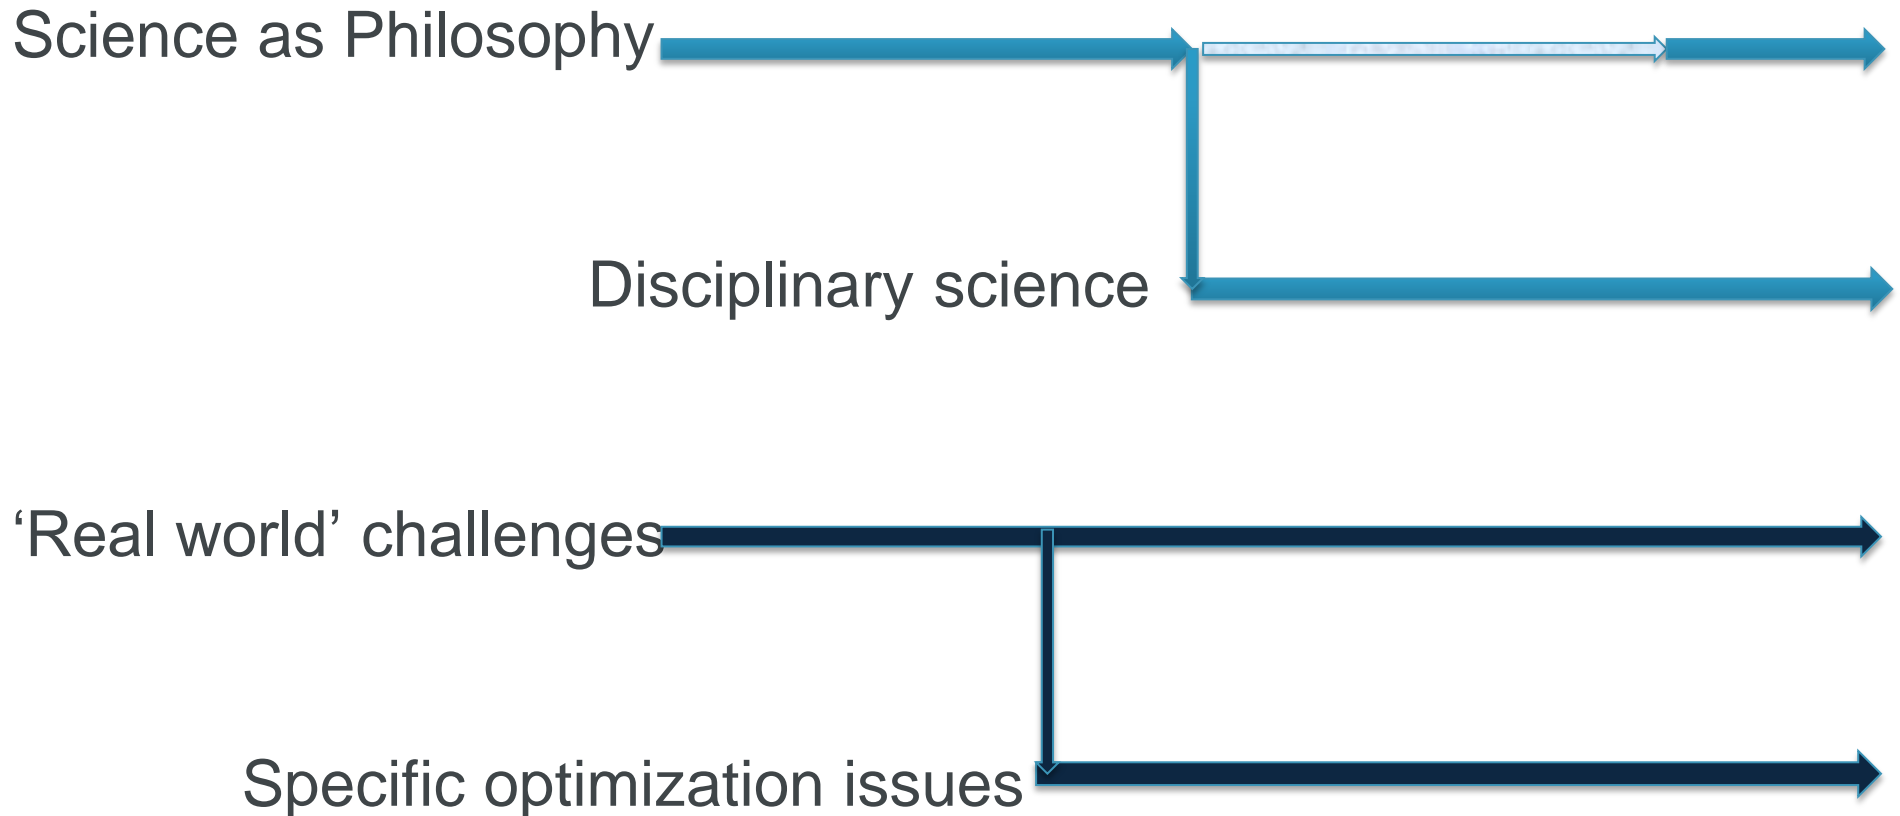 Science as Philosophy
Disciplinary science
‘Real world’ challenges
Specific optimization issues